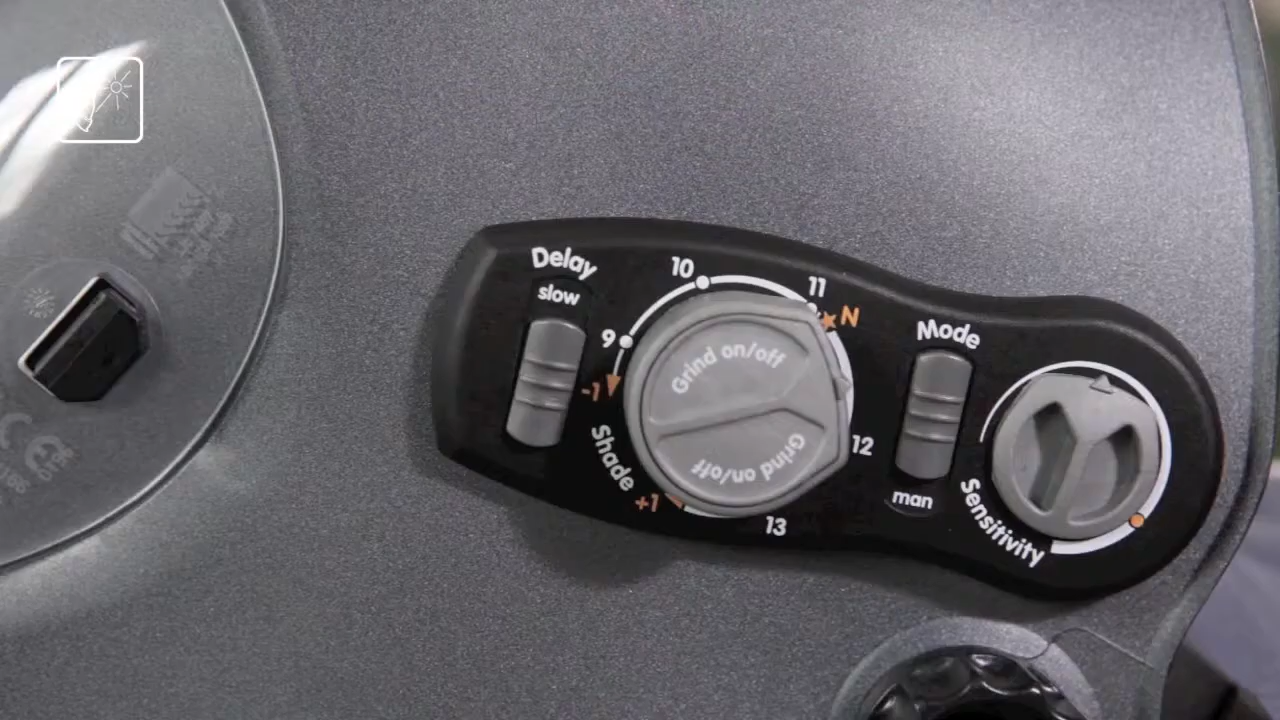 Delay
slow
9
10
11
N
12
13
-1
Shade
+1
Grind on/off
Grind on/off
Mode
man
Sensitivity
CE